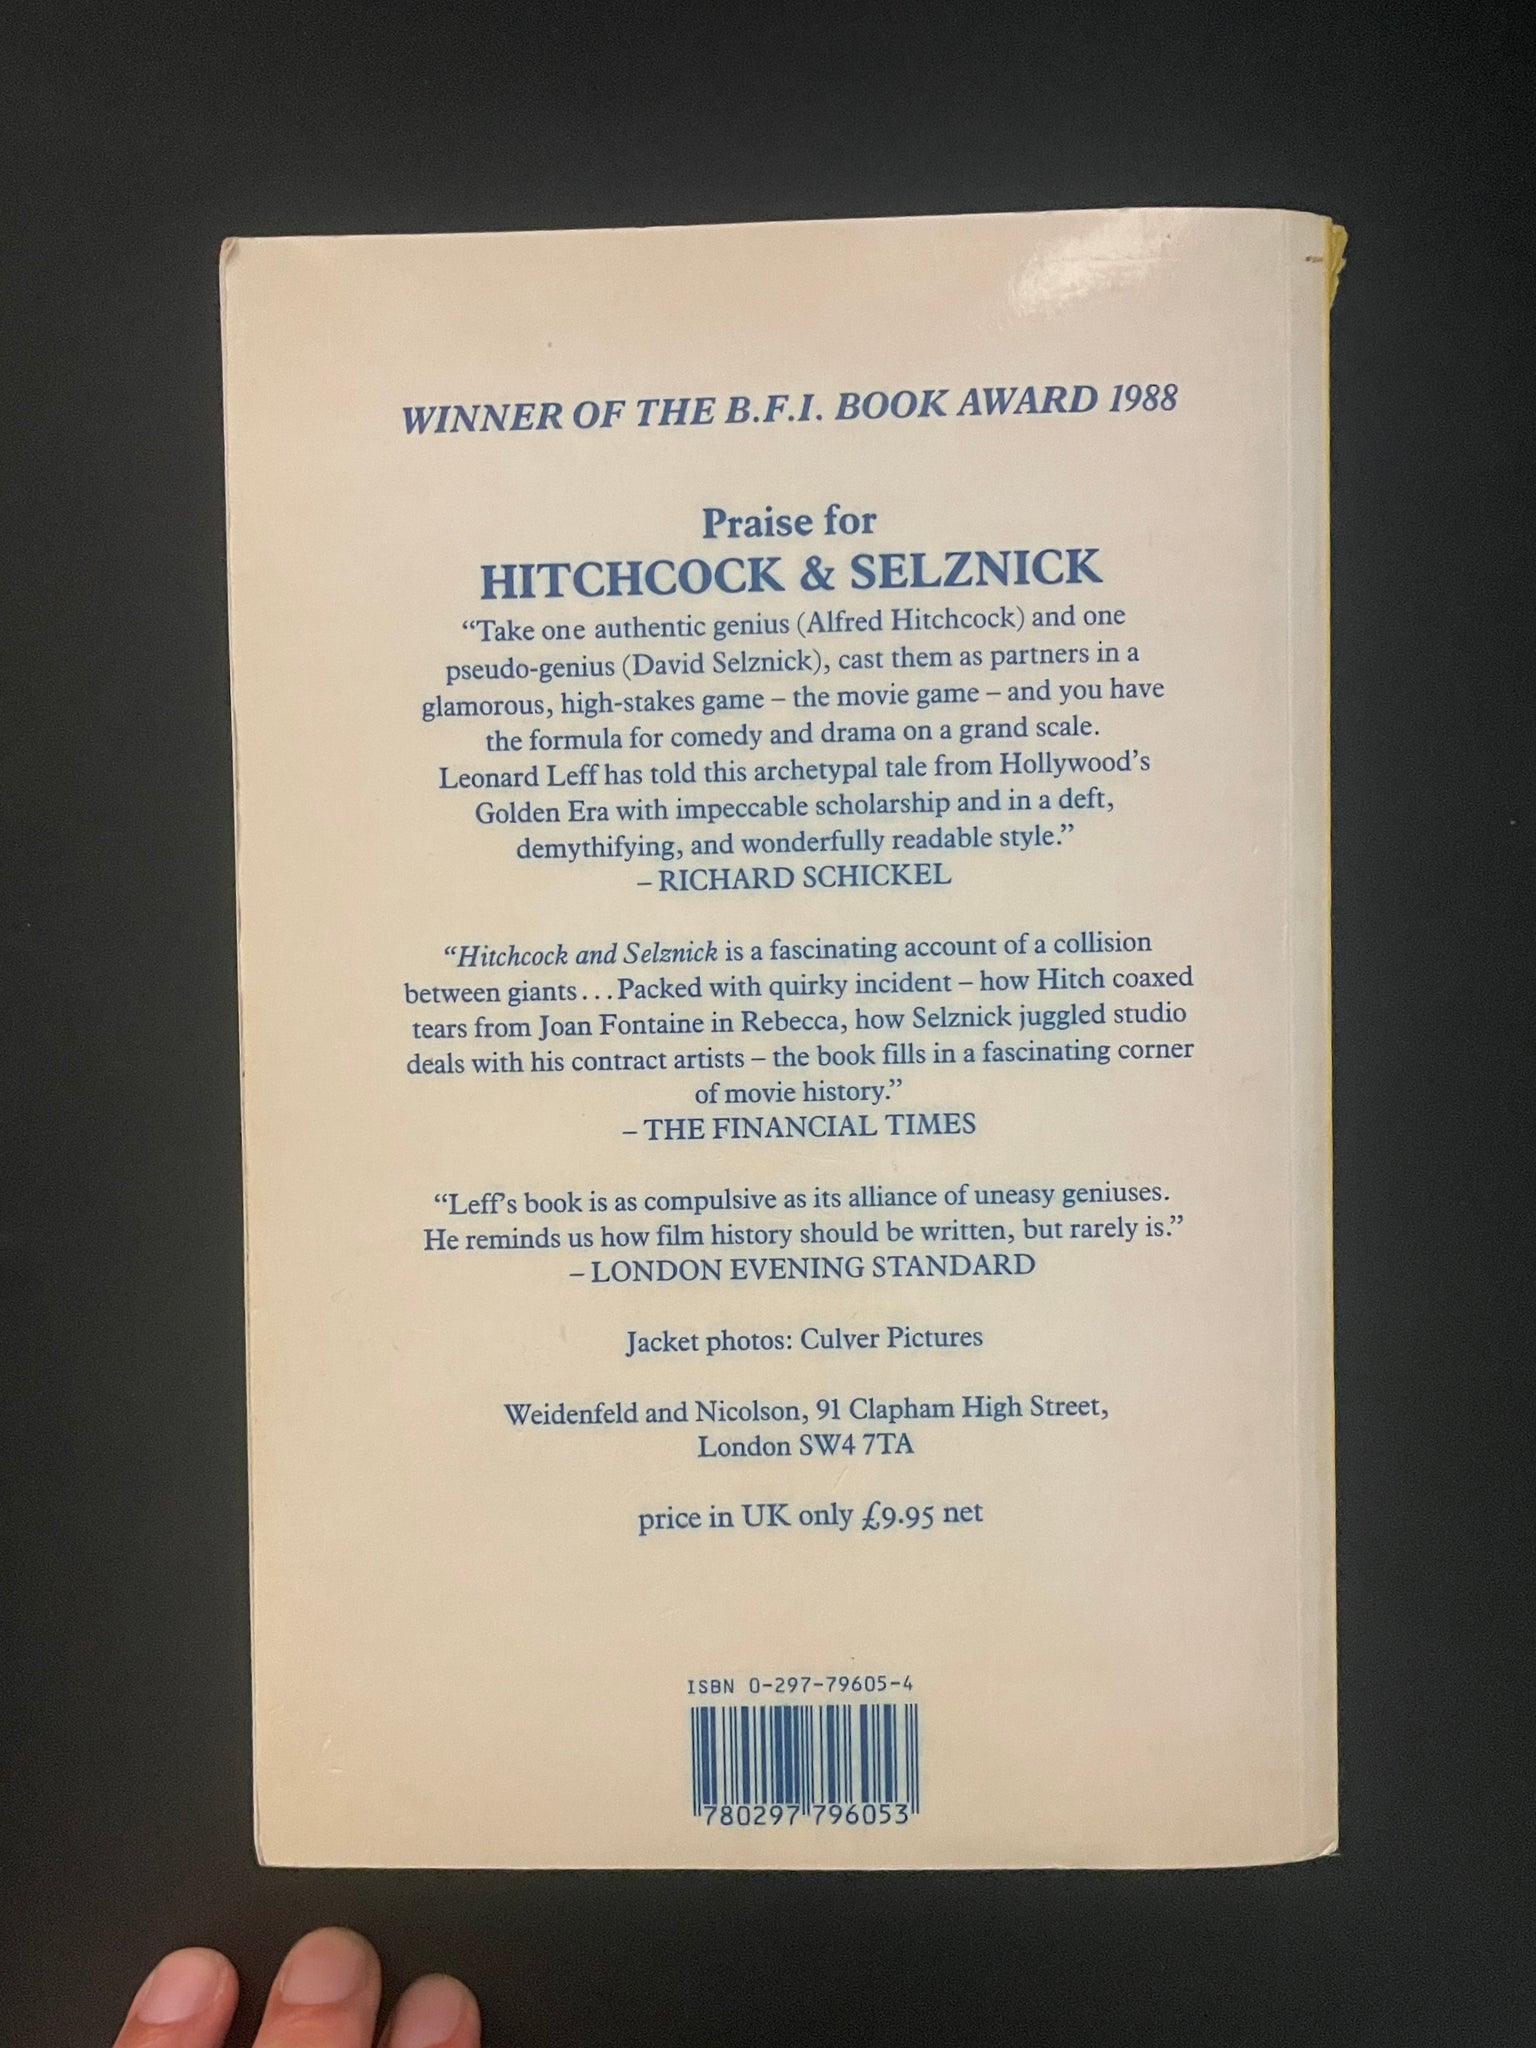 WINNER OF THE B.F.I. BOOK AWARD 1988
Praise for
HITCHCOCK & SELZNICK
“Take one authentic genius (Alfred Hitchcock) and one
pseudo-genius (David Selznick), cast them as partners in a
glamorous, high-stakes game – the movie game – and you have
the formula for comedy and drama on a grand scale.
Leonard Leff has told this archetypal tale from Hollywood’s
Golden Era with impeccable scholarship and in a deft,
demythifying, and wonderfully readable style.”
– RICHARD SCHICKEL
“Hitchcock and Selznick is a fascinating account of a collision
between giants... Packed with quirky incident – how Hitch coaxed
tears from Joan Fontaine in Rebecca, how Selznick juggled studio
deals with his contract artists – the book fills in a fascinating corner
of movie history.”
– THE FINANCIAL TIMES
“Leff’s book is as compulsive as its alliance of uneasy geniuses.
He reminds us how film history should be written, but rarely is.”
– LONDON EVENING STANDARD
Jacket photos: Culver Pictures
Weidenfeld and Nicolson, 91 Clapham High Street,
London SW4 7TA
price in UK only £9.95 net
ISBN 0-297-79605-4
780297 796053